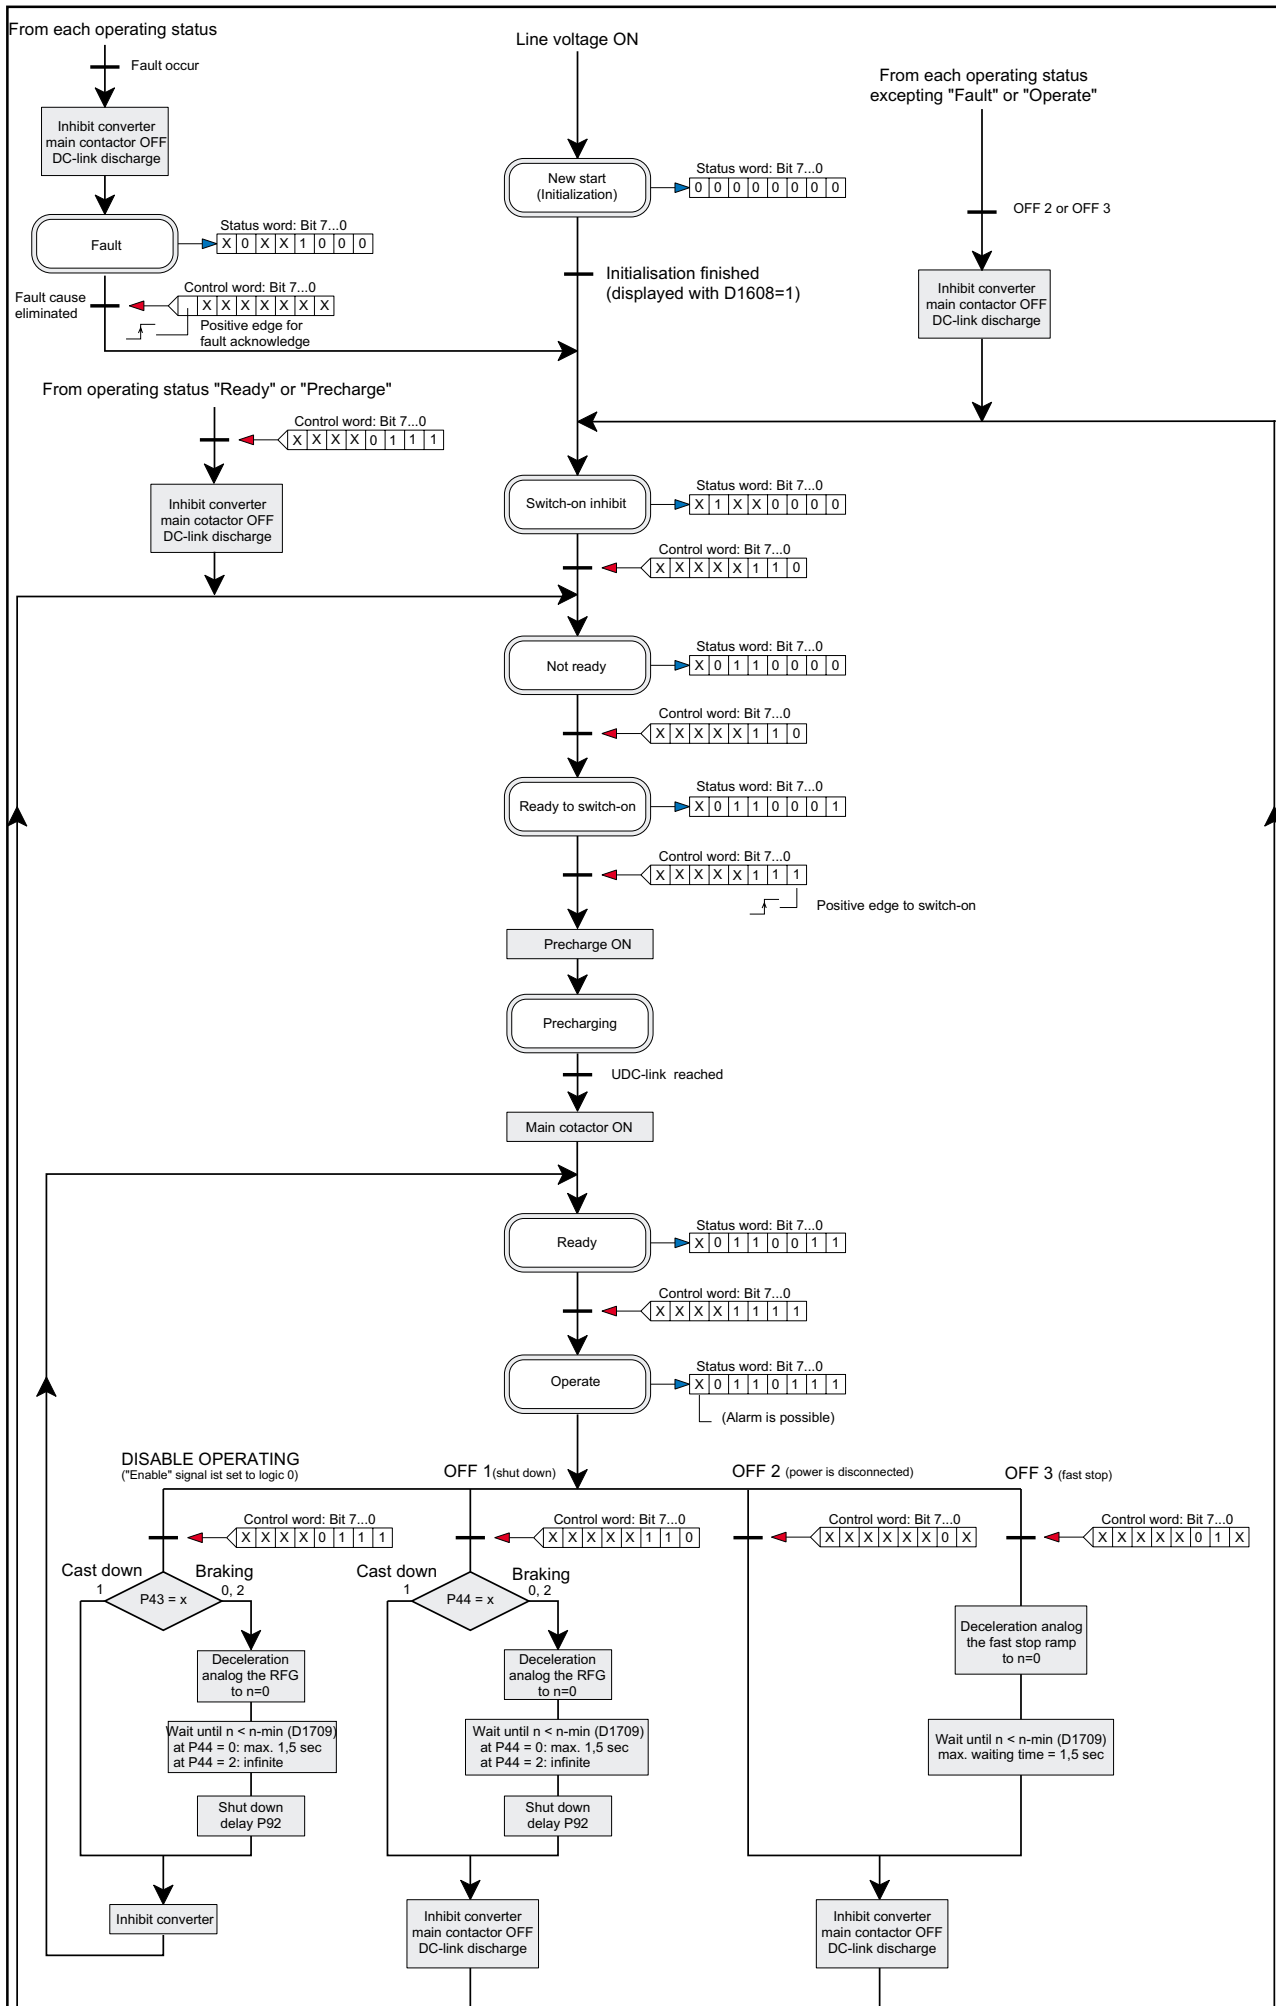 From each operating status
Fault occur
Inhibit converter
main contactor OFF
DC-link discharge
Fault
Status word: Bit 7...0
X 0 X X 1 0 0 0
Fault cause
eliminated
Control word: Bit 7...0
X X X X X X X
Positive edge for
fault acknowledge
Line voltage ON
New start
(Initialization)
Status word: Bit 7...0
0 0 0 0 0 0 0 0
Initialisation finished
(displayed with D1608=1)
From each operating status
excepting "Fault" or "Operate"
OFF 2 or OFF 3
Inhibit converter
main contactor OFF
DC-link discharge
From operating status "Ready" or "Precharge"
Control word: Bit 7...0
X X X X 0 1 1 1
Inhibit converter
main cotactor OFF
DC-link discharge
Switch-on inhibit
Status word: Bit 7...0
X 1 X X 0 0 0 0
Control word: Bit 7...0
X X X X X 1 1 0
Not ready
Status word: Bit 7...0
X 0 1 1 0 0 0 0
Control word: Bit 7...0
X X X X X 1 1 0
Ready to switch-on
Status word: Bit 7...0
X 0 1 1 0 0 0 1
Control word: Bit 7...0
X X X X X 1 1 1
Positive edge to switch-on
Precharge ON
Precharging
UDC-link reached
Main cotactor ON
Ready
Status word: Bit 7...0
X 0 1 1 0 0 1 1
Control word: Bit 7...0
X X X X 1 1 1 1
Operate
Status word: Bit 7...0
X 0 1 1 0 1 1 1
(Alarm is possible)
DISABLE OPERATING
("Enable" signal ist set to logic 0)
Control word: Bit 7...0
X X X X 0 1 1 1
Cast down
Braking
1
0, 2
P43 = x
Deceleration
analog the RFG
to n=0
Wait until n < n-min (D1709)
at P44 = 0: max. 1,5 sec
at P44 = 2: infinite
Shut down
delay P92
Inhibit converter
OFF 1 (shut down)
Control word: Bit 7...0
X X X X X 1 1 0
Cast down
Braking
1
0, 2
P44 = x
Deceleration
analog the RFG
to n=0
Wait until n < n-min (D1709)
at P44 = 0: max. 1,5 sec
at P44 = 2: infinite
Shut down
delay P92
Inhibit converter
main contactor OFF
DC-link discharge
OFF 2 (power is disconnected)
Control word: Bit 7...0
X X X X X X 0 X
OFF 3 (fast stop)
Control word: Bit 7...0
X X X X X 0 1 X
Deceleration analog
the fast stop ramp
to n=0
Wait until n < n-min (D1709)
max. waiting time = 1,5 sec
Inhibit converter
main contactor OFF
DC-link discharge